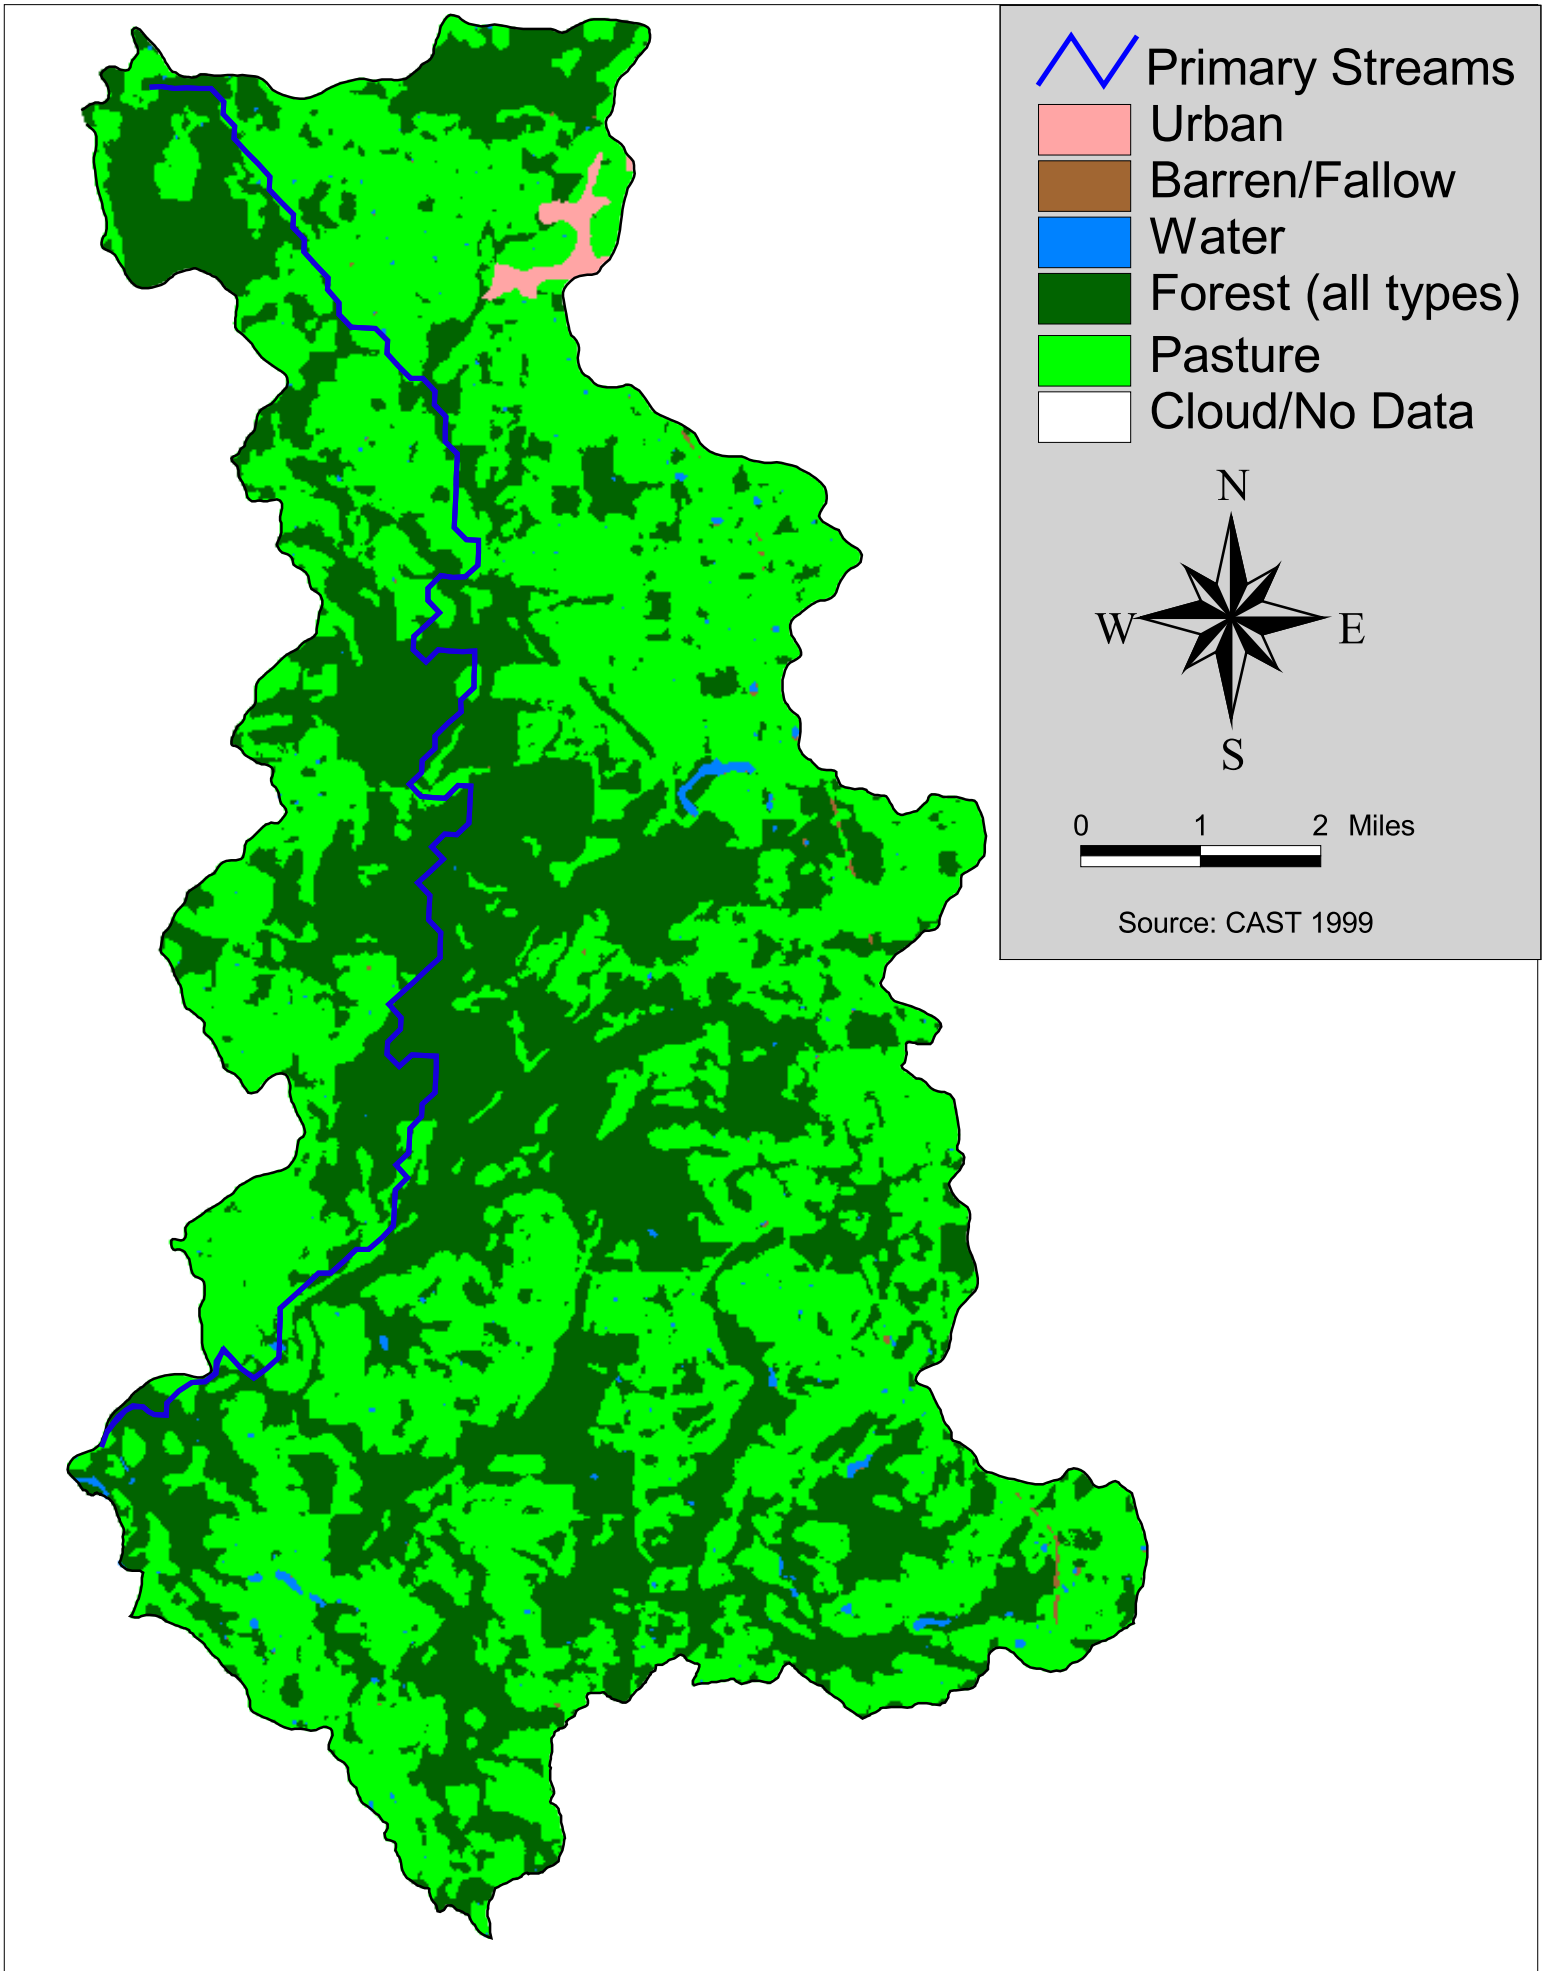 Primary Streams
Urban
Barren/Fallow
Water
Forest (all types)
Pasture
Cloud/No Data
N
W E
S
0 1 2 Miles
Source: CAST 1999